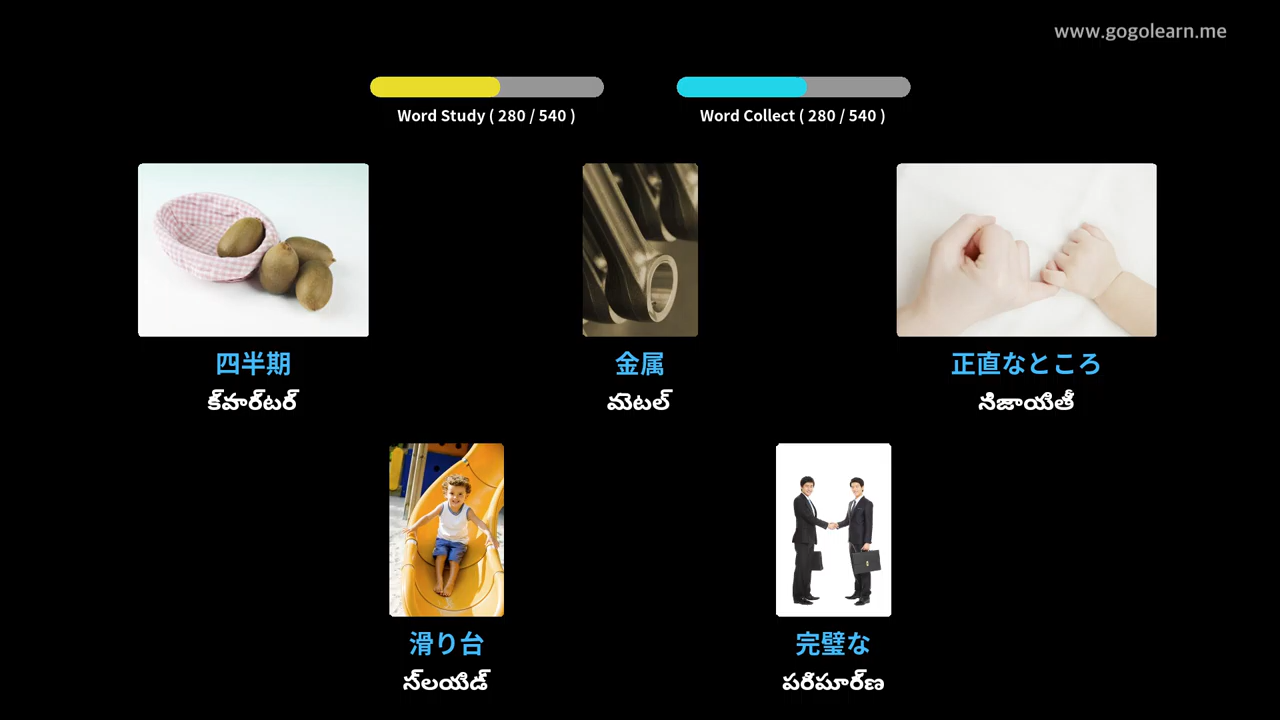 www.gogolearn.me
Word Study ( 280 / 540 )
Word Collect ( 280 / 540 )
四半期
క్వార్టర్
金属
మెటల్
正直なところ
నిజాయితీ
滑り台
స్లయిడ్
完璧な
పరిపూర్ణ